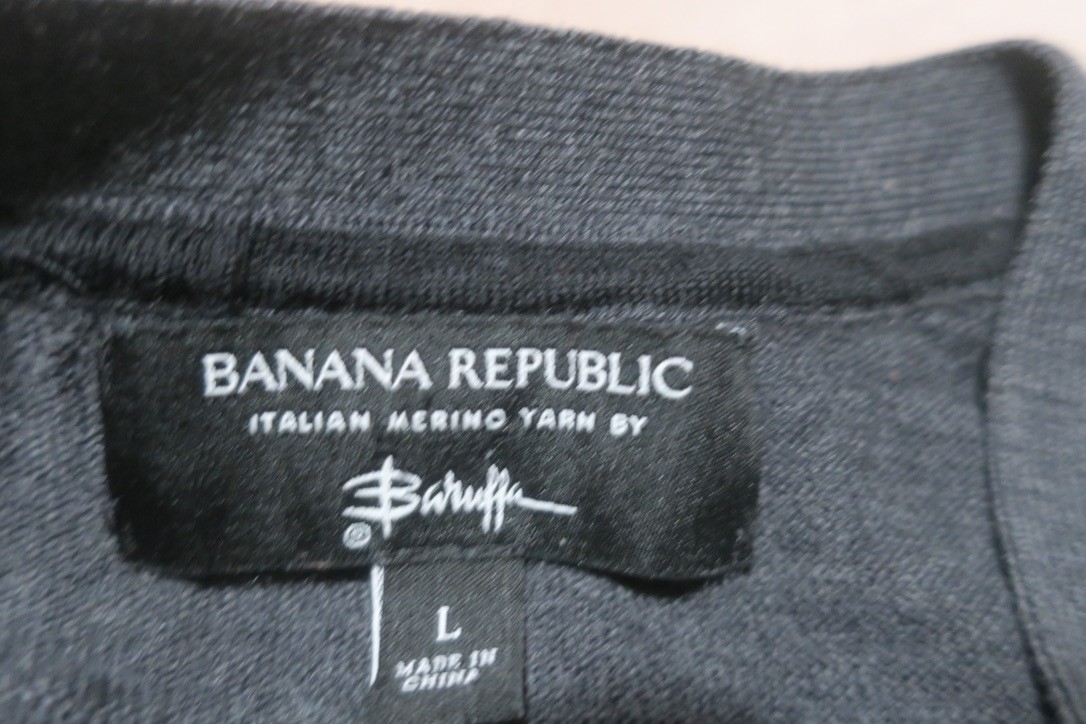 BANANA REPUBLIC
ITALIAN MERINO YARN BY
Baruffa
®
L
MADE IN
CHINA